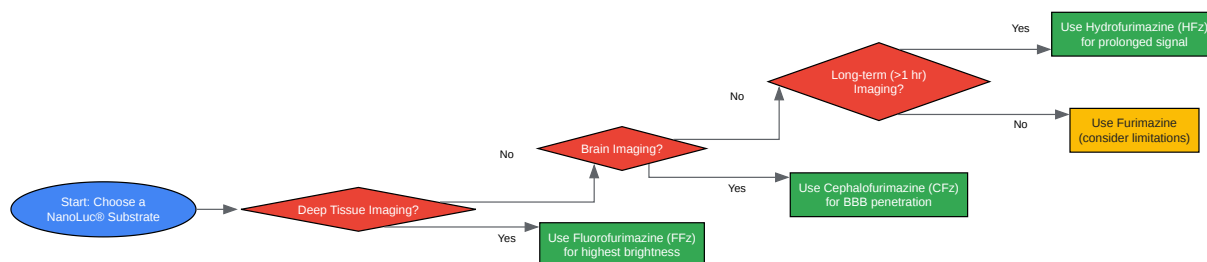 Start: Choose a
NanoLuc® Substrate
Deep Tissue Imaging?
Yes
Use Fluorofurimazine (FFz)
for highest brightness
No
Brain Imaging?
Yes
Use Cephalofurimazine (CFz)
for BBB penetration
No
Long-term (>1 hr)
Imaging?
Yes
Use Hydrofurimazine (HFz)
for prolonged signal
No
Use Furimazine
(consider limitations)